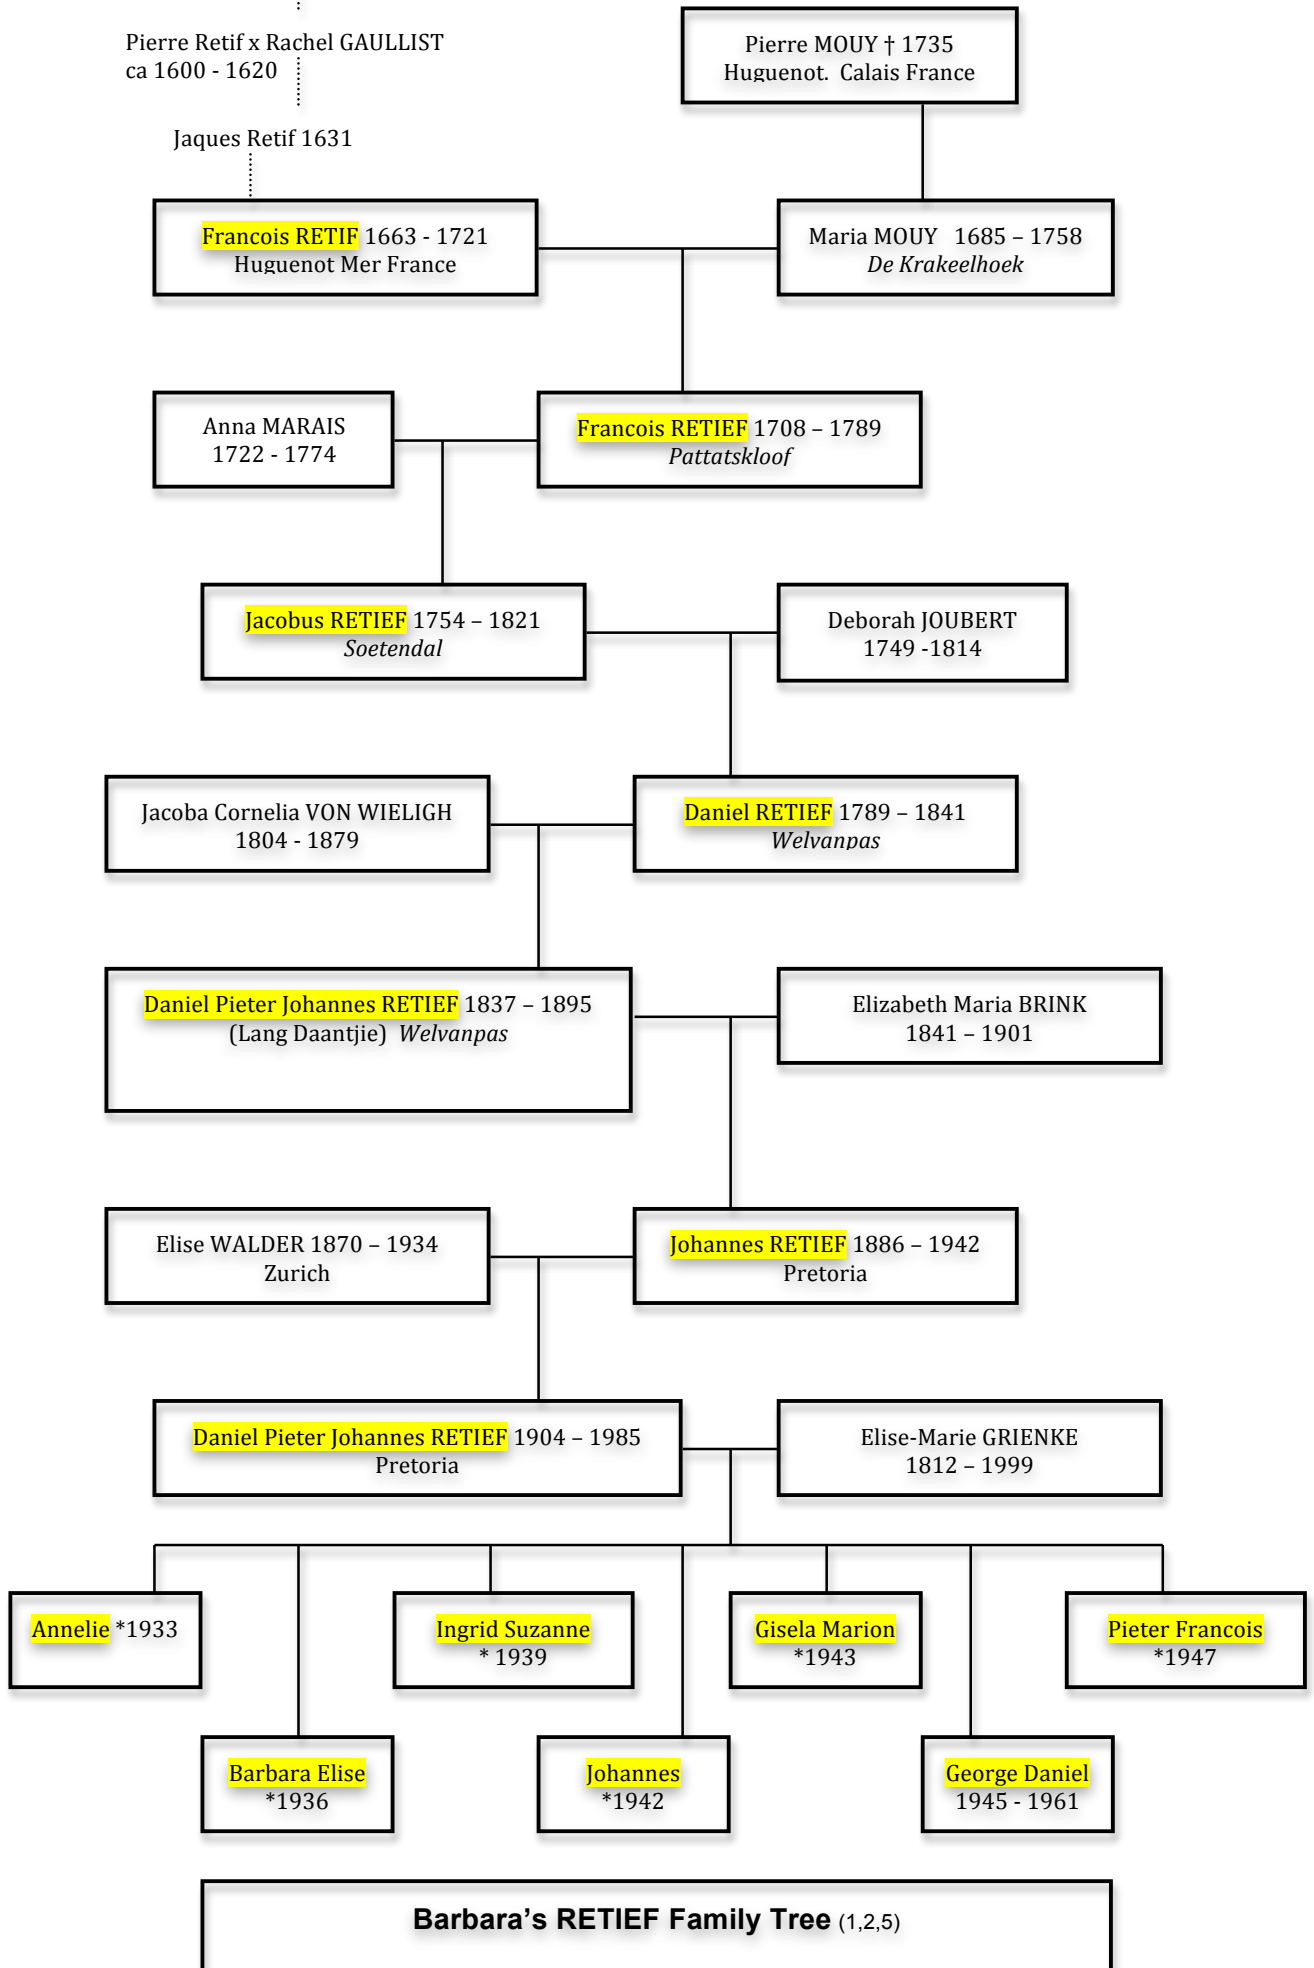 Pierre Retif x Rachel GAULLIST
ca 1600 - 1620
Pierre MOUY † 1735
Huguenot. Calais France
Jaques Retif 1631
Francois RETIF 1663 - 1721
Huguenot Mer France
Maria MOUY 1685 – 1758
De Krakeelhoek
Anna MARAIS
1722 - 1774
Francois RETIEF 1708 – 1789
Pattatskloof
Jacobus RETIEF 1754 – 1821
Soetendal
Deborah JOUBERT
1749 -1814
Jacoba Cornelia VON WIELIGH
1804 - 1879
Daniel RETIEF 1789 – 1841
Welvanpas
Daniel Pieter Johannes RETIEF 1837 – 1895
(Lang Daantjie) Welvanpas
Elizabeth Maria BRINK
1841 – 1901
Elise WALDER 1870 – 1934
Zurich
Johannes RETIEF 1886 – 1942
Pretoria
Daniel Pieter Johannes RETIEF 1904 – 1985
Pretoria
Elise-Marie GRIENKE
1812 – 1999
Annelie *1933
Ingrid Suzanne
* 1939
Gisela Marion
*1943
Pieter Francois
*1947
Barbara Elise
*1936
Johannes
*1942
George Daniel
1945 - 1961
Barbara’s RETIEF Family Tree (1,2,5)